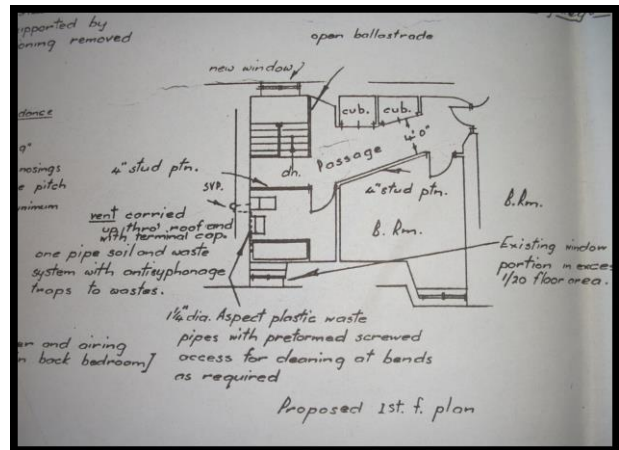 pported by
oning removed
open ballastrade
new window
cub.
cub.
4'0"
Passage
dance
nosings
e pitch
nimum
4" stud ptn.
dn.
4" stud ptn.
SVP.
B. Rm.
B. Rm.
vent carried
up thro' roof and
with terminal cap.
one pipe soil and waste
system with antisyphonage
traps to wastes.
Existing window
portion in exces
1/20 floor area.
1¼" dia. Aspect plastic waste
pipes with preformed screwed
access for cleaning at bends
as required
er and airing
n back bedroom]
Proposed 1st. f. plan